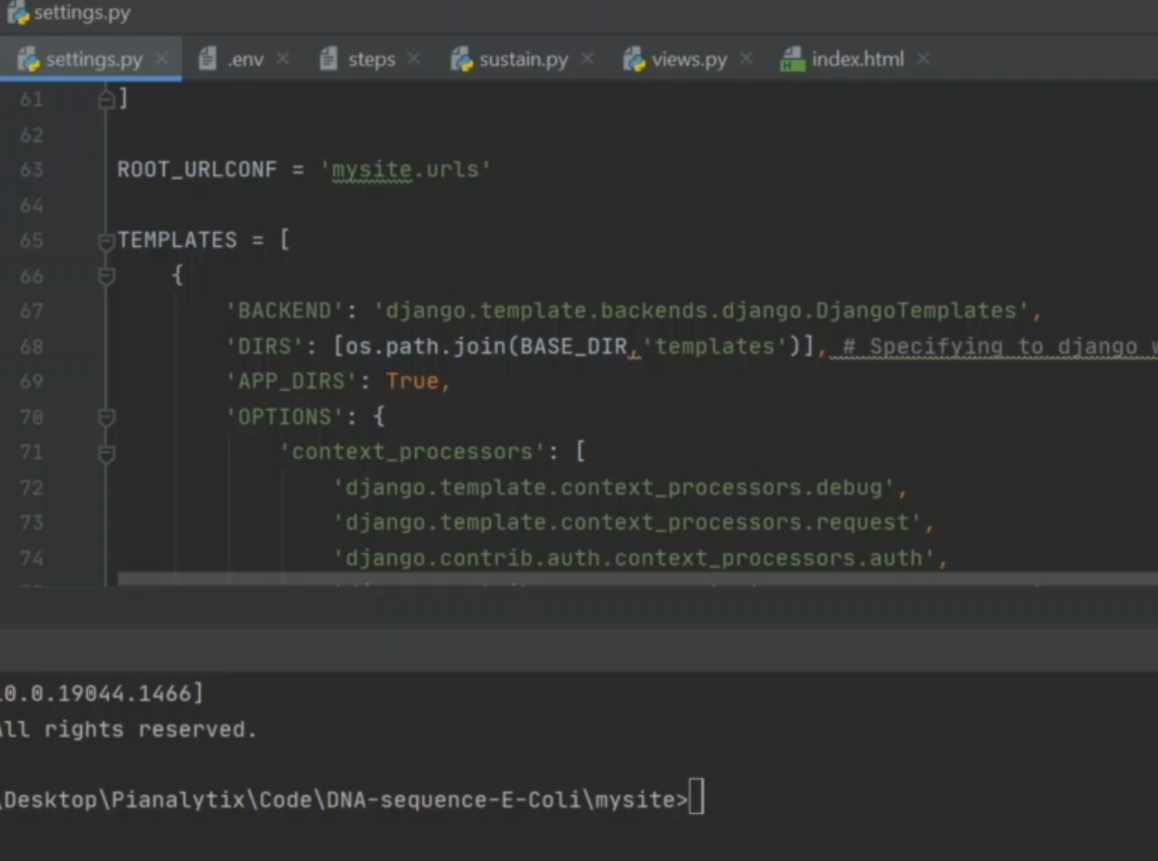 settings.py
settings.py .env steps sustain.py views.py index.html
61 ]
62
63 ROOT_URLCONF = 'mysite.urls'
64
65 TEMPLATES = [
66 {
67 'BACKEND': 'django.template.backends.django.DjangoTemplates',
68 'DIRS': [os.path.join(BASE_DIR,'templates')], # Specifying to django
69 'APP_DIRS': True,
70 'OPTIONS': {
71 'context_processors': [
72 'django.template.context_processors.debug',
73 'django.template.context_processors.request',
74 'django.contrib.auth.context_processors.auth',
10.0.19044.1466]
All rights reserved.
\Desktop\Pianalytix\Code\DNA-sequence-E-Coli\mysite>